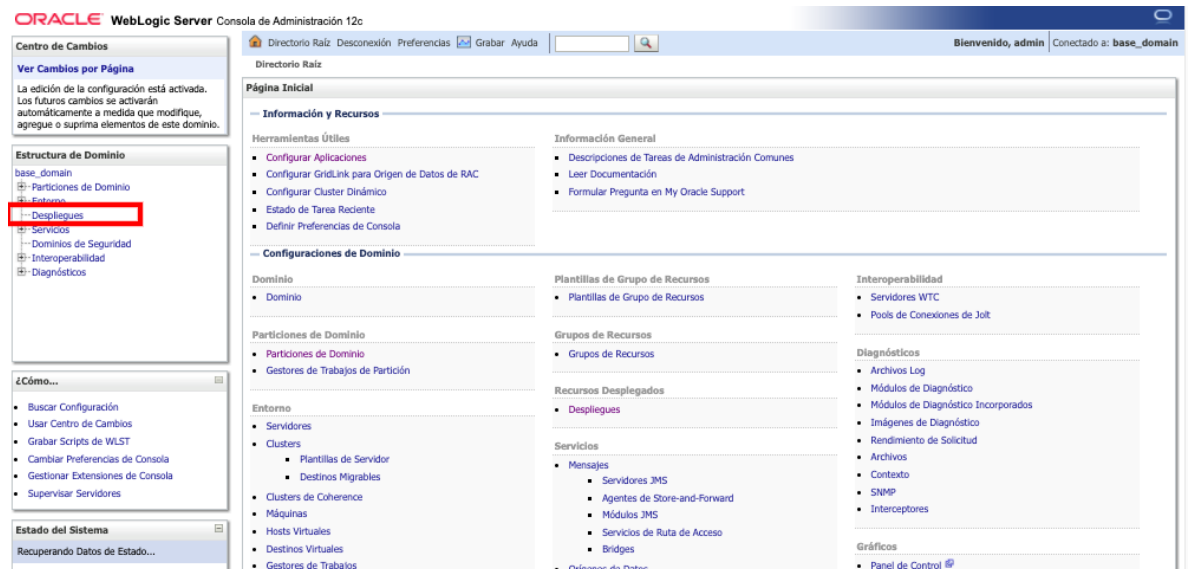 ORACLE WebLogic Server Consola de Administración 12c
Centro de Cambios
Ver Cambios por Página
La edición de la configuración está activada.
Los futuros cambios se activarán
automáticamente a medida que modifique,
agregue o suprima elementos de este dominio.
Estructura de Dominio
base_domain
Particiones de Dominio
Entorno
Despliegues
Servicios
Dominios de Seguridad
Interoperabilidad
Diagnósticos
¿Cómo...
Buscar Configuración
Usar Centro de Cambios
Grabar Scripts de WLST
Cambiar Preferencias de Consola
Gestionar Extensiones de Consola
Supervisar Servidores
Estado del Sistema
Recuperando Datos de Estado...
Directorio Raíz Desconexión Preferencias Grabar Ayuda
Bienvenido, admin Conectado a: base_domain
Directorio Raíz
Página Inicial
Información y Recursos
Herramientas Útiles
Configurar Aplicaciones
Configurar GridLink para Origen de Datos de RAC
Configurar Cluster Dinámico
Estado de Tarea Reciente
Definir Preferencias de Consola
Información General
Descripciones de Tareas de Administración Comunes
Leer Documentación
Formular Pregunta en My Oracle Support
Configuraciones de Dominio
Dominio
Dominio
Particiones de Dominio
Particiones de Dominio
Gestores de Trabajos de Partición
Entorno
Servidores
Clusters
Plantillas de Servidor
Destinos Migrables
Clusters de Coherence
Máquinas
Hosts Virtuales
Destinos Virtuales
Gestores de Trabajos
Plantillas de Grupo de Recursos
Plantillas de Grupo de Recursos
Grupos de Recursos
Grupos de Recursos
Recursos Desplegados
Despliegues
Servicios
Mensajes
Servidores JMS
Agentes de Store-and-Forward
Módulos JMS
Servicios de Ruta de Acceso
Bridges
Orígenes de Datos
Interoperabilidad
Servidores WTC
Pools de Conexiones de Jolt
Diagnósticos
Archivos Log
Módulos de Diagnóstico
Módulos de Diagnóstico Incorporados
Imágenes de Diagnóstico
Rendimiento de Solicitud
Archivos
Contexto
SNMP
Interceptores
Gráficos
Panel de Control